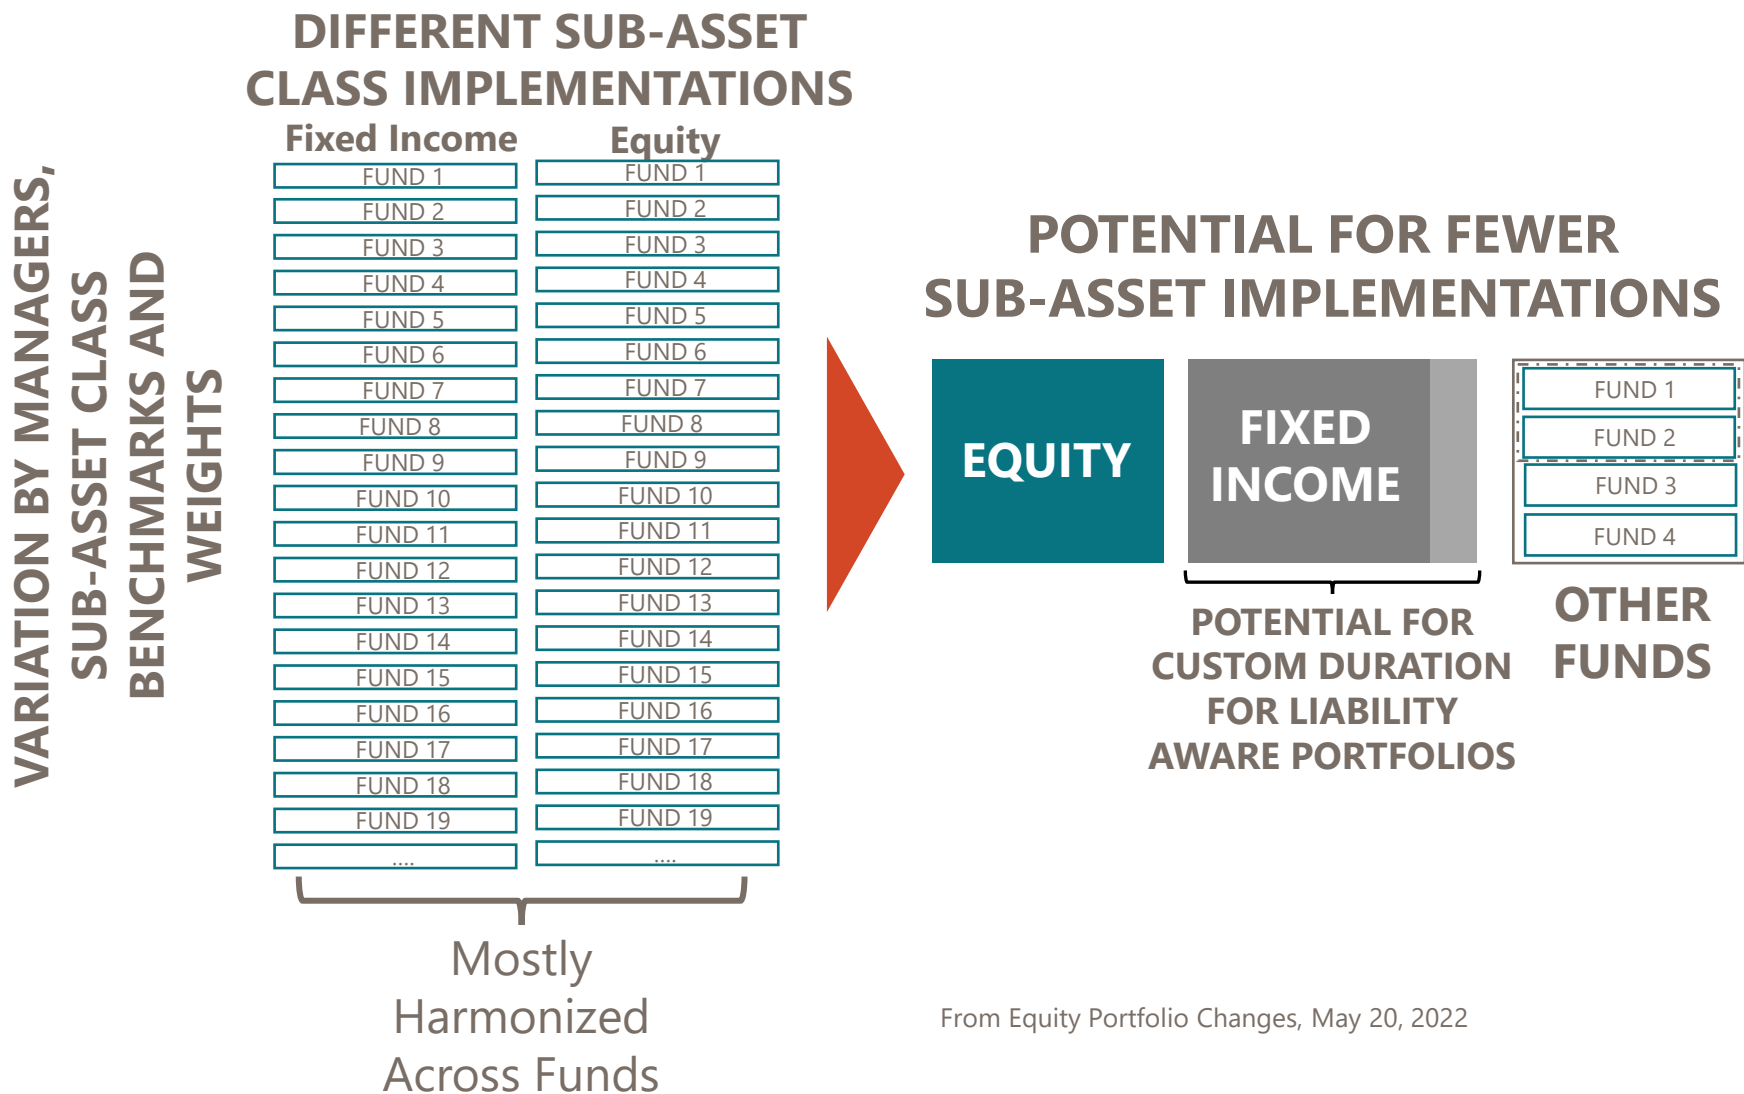 DIFFERENT SUB-ASSET
CLASS IMPLEMENTATIONS
VARIATION BY MANAGERS,
SUB-ASSET CLASS
BENCHMARKS AND
WEIGHTS
Fixed Income
FUND 1
FUND 2
FUND 3
FUND 4
FUND 5
FUND 6
FUND 7
FUND 8
FUND 9
FUND 10
FUND 11
FUND 12
FUND 13
FUND 14
FUND 15
FUND 16
FUND 17
FUND 18
FUND 19
....
Equity
FUND 1
FUND 2
FUND 3
FUND 4
FUND 5
FUND 6
FUND 7
FUND 8
FUND 9
FUND 10
FUND 11
FUND 12
FUND 13
FUND 14
FUND 15
FUND 16
FUND 17
FUND 18
FUND 19
....
Mostly
Harmonized
Across Funds
POTENTIAL FOR FEWER
SUB-ASSET IMPLEMENTATIONS
EQUITY
FIXED
INCOME
POTENTIAL FOR
CUSTOM DURATION
FOR LIABILITY
AWARE PORTFOLIOS
FUND 1
FUND 2
FUND 3
FUND 4
OTHER
FUNDS
From Equity Portfolio Changes, May 20, 2022